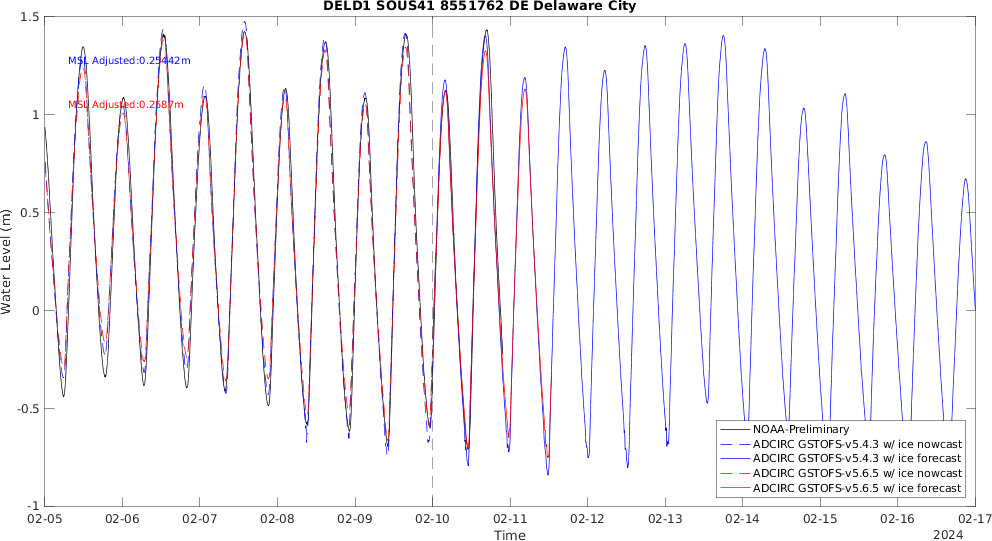 DELD1 SOUS41 8551762 DE Delaware City
1.5
MSL Adjusted:0.25442m
MSL Adjusted:0.2587m
1
0.5
0
-0.5
-1
Water Level (m)
NOAA-Preliminary
ADCIRC GSTOFS-v5.4.3 w/ ice nowcast
ADCIRC GSTOFS-v5.4.3 w/ ice forecast
ADCIRC GSTOFS-v5.6.5 w/ ice nowcast
ADCIRC GSTOFS-v5.6.5 w/ ice forecast
02-05 02-06 02-07 02-08 02-09 02-10 02-11 02-12 02-13 02-14 02-15 02-16 02-17
Time
2024